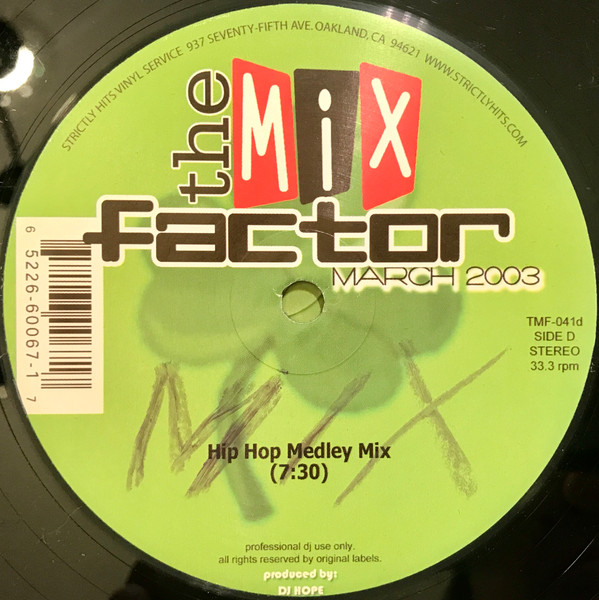 STRICTLY HITS VINYL SERVICE 937 SEVENTY-FIFTH AVE. OAKLAND, CA 94621 WWW.STRICTLYHITS.COM
the MiX
factor
MARCH 2003
6 5226-60067-1 7
TMF-041d
SIDE D
STEREO
33.3 rpm
MIX
Hip Hop Medley Mix
(7:30)
professional dj use only.
all rights reserved by original labels.
produced by:
DJ HOPE